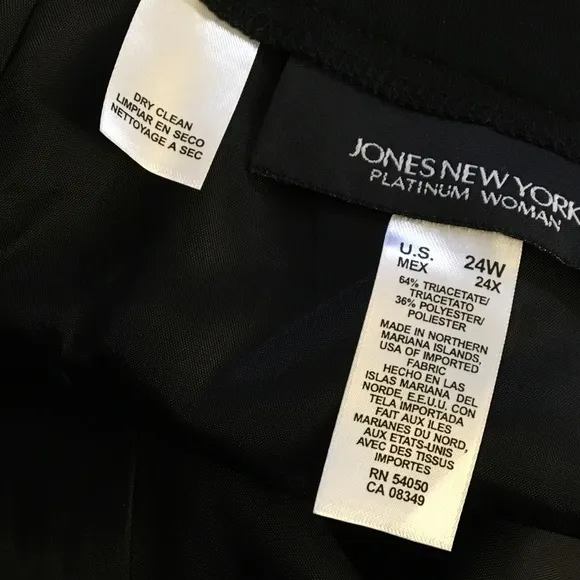 DRY CLEAN
LIMPIAR EN SECO
NETTOYAGE A SEC
JONES NEW YORK
PLATINUM WOMAN
U.S. 24W
MEX 24X
64% TRIACETATE/
TRIACETATO
36% POLYESTER/
POLIESTER
MADE IN NORTHERN
MARIANA ISLANDS,
USA OF IMPORTED
FABRIC
HECHO EN LAS
ISLAS MARIANA DEL
NORDE, E.E.U.U. CON
TELA IMPORTADA
FAIT AUX ILES
MARIANES DU NORD,
AUX ETATS-UNIS
AVEC DES TISSUS
IMPORTES
RN 54050
CA 08349